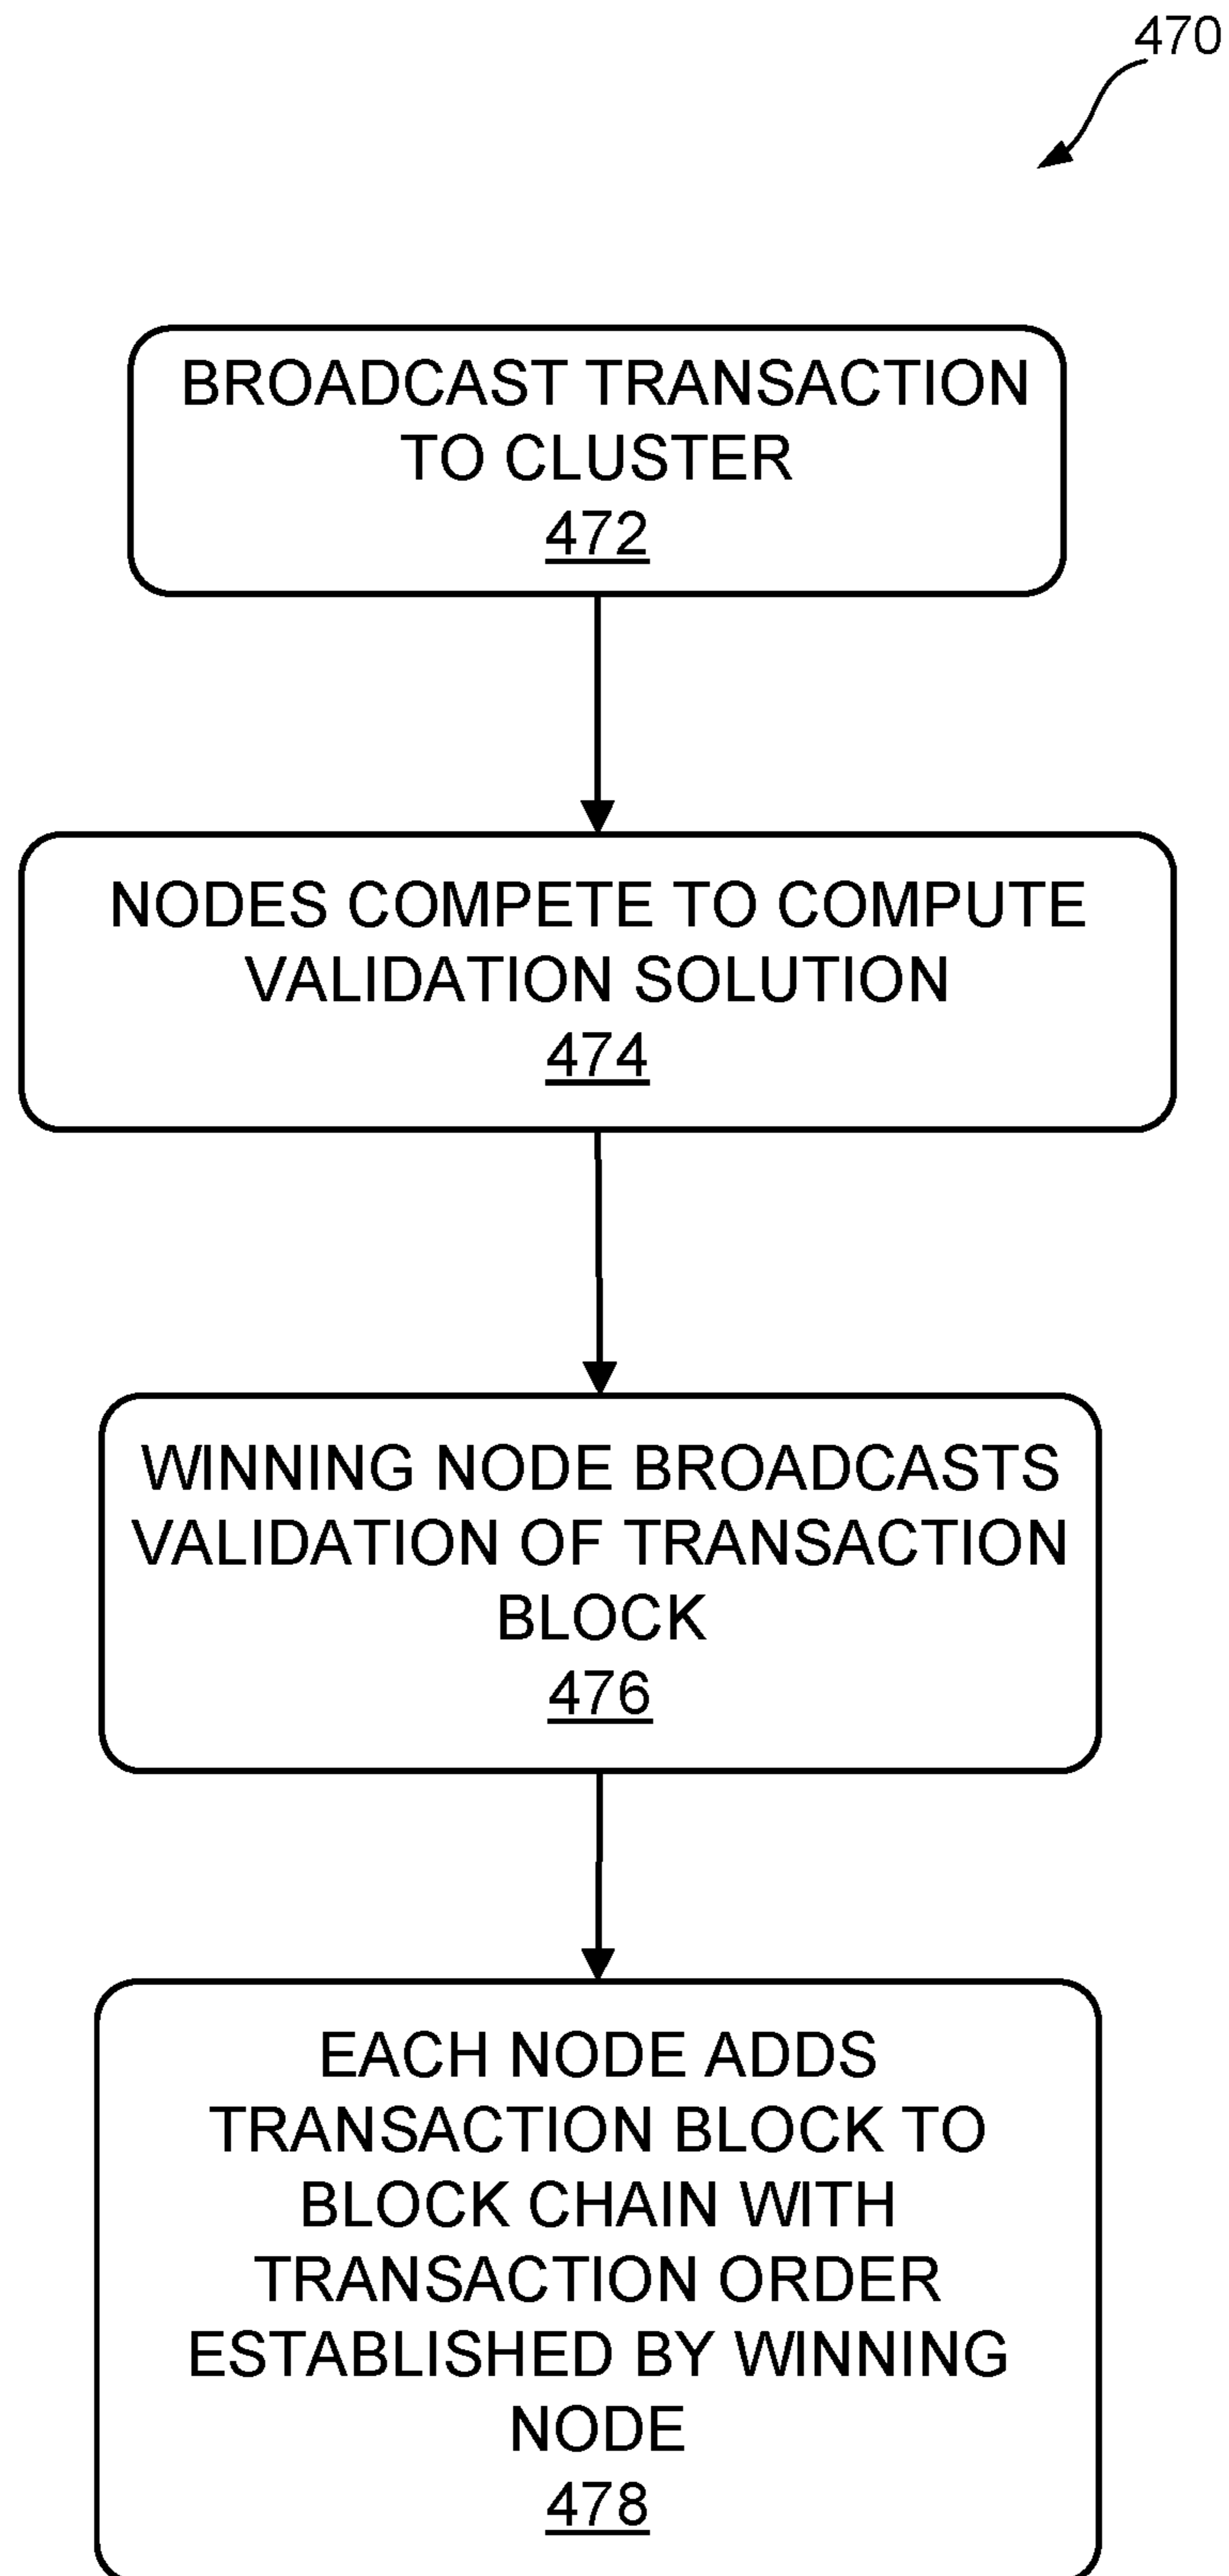 470
BROADCAST TRANSACTION
TO CLUSTER
472
NODES COMPETE TO COMPUTE
VALIDATION SOLUTION
474
WINNING NODE BROADCASTS
VALIDATION OF TRANSACTION
BLOCK
476
EACH NODE ADDS
TRANSACTION BLOCK TO
BLOCK CHAIN WITH
TRANSACTION ORDER
ESTABLISHED BY WINNING
NODE
478